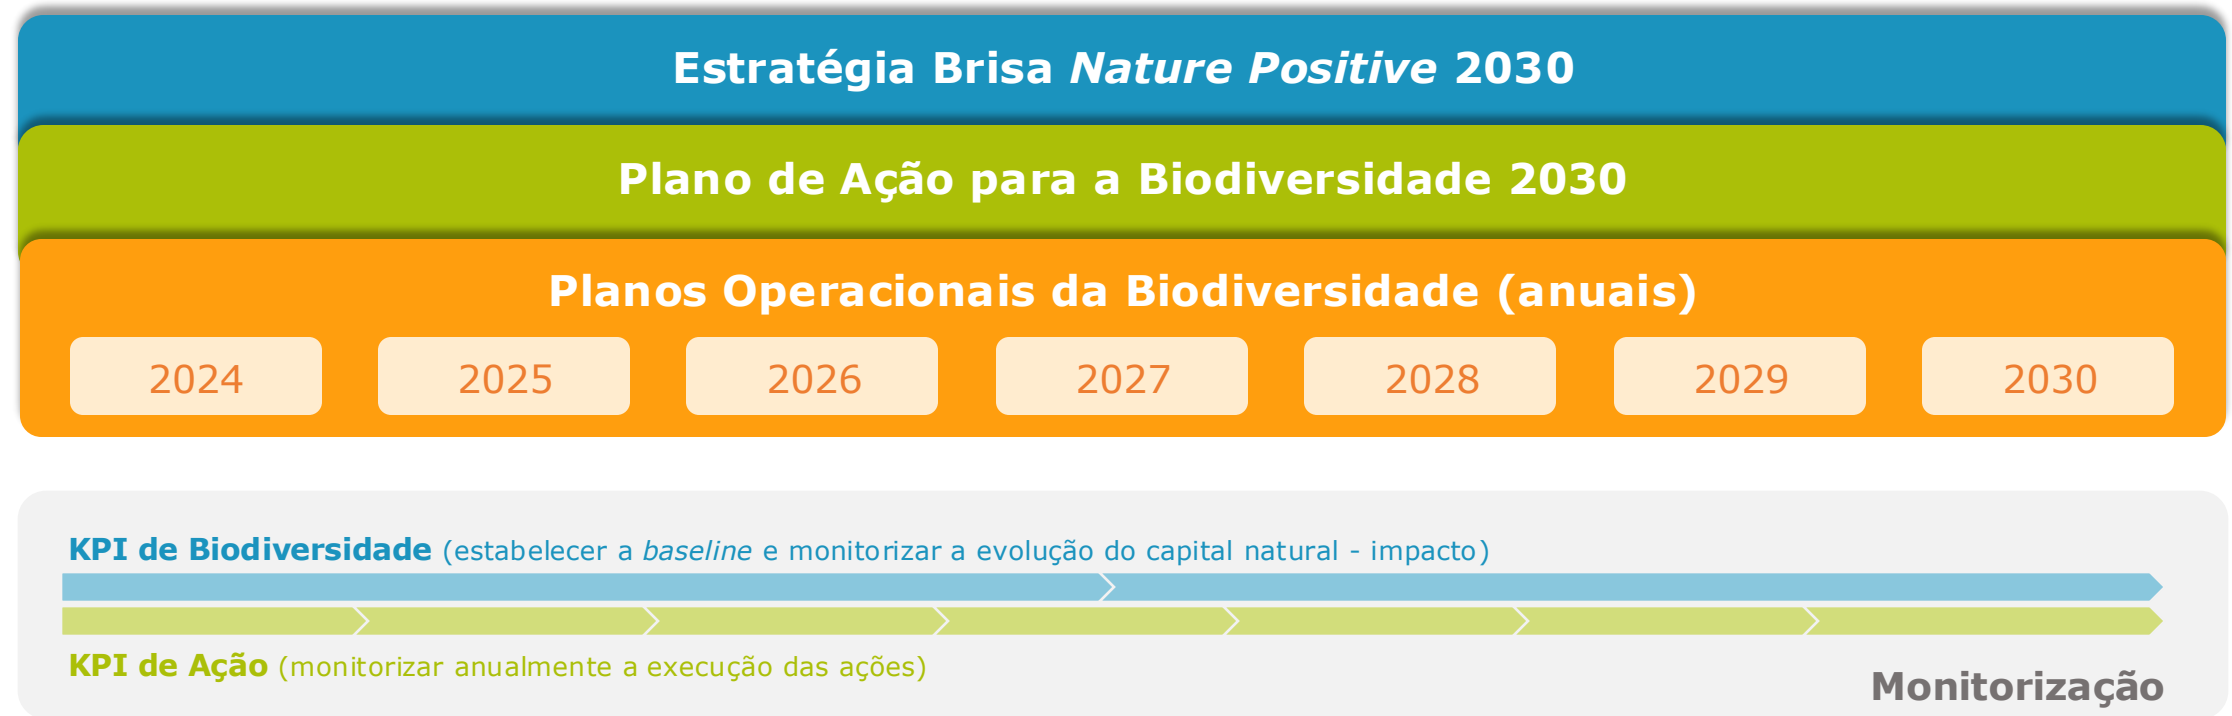 Estratégia Brisa Nature Positive 2030
Plano de Ação para a Biodiversidade 2030
Planos Operacionais da Biodiversidade (anuais)
2024 2025 2026 2027 2028 2029 2030
KPI de Biodiversidade (estabelecer a baseline e monitorizar a evolução do capital natural - impacto)
KPI de Ação (monitorizar anualmente a execução das ações)
Monitorização